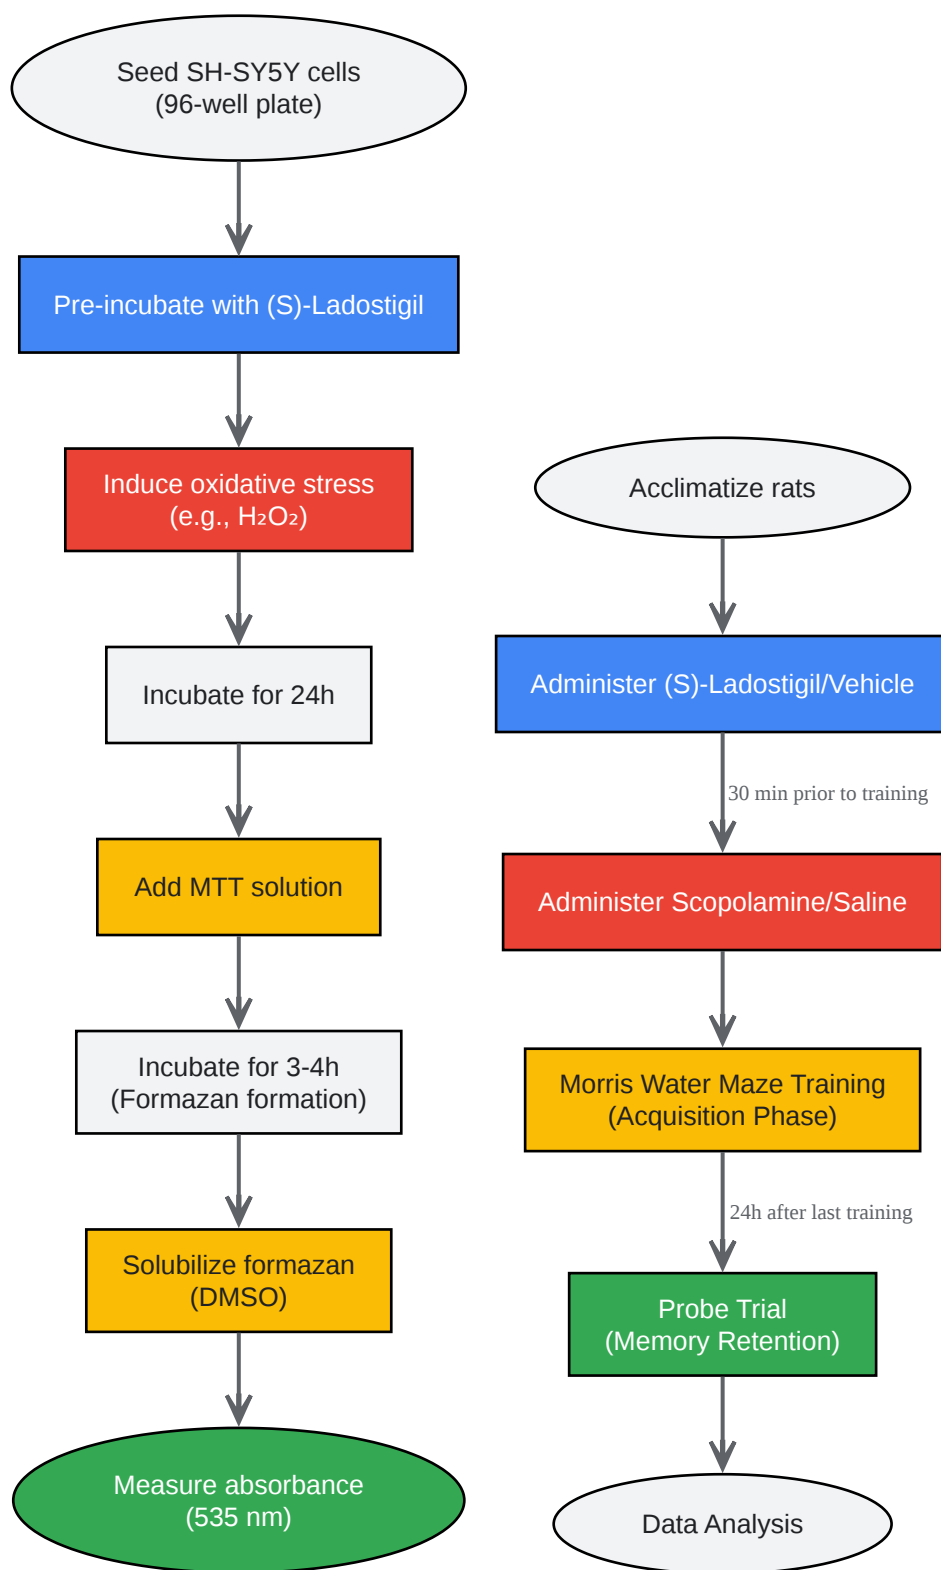 Seed SH-SY5Y cells
(96-well plate)
Pre-incubate with (S)-Ladostigil
Induce oxidative stress
(e.g., H₂O₂)
Incubate for 24h
Add MTT solution
Incubate for 3-4h
(Formazan formation)
Solubilize formazan
(DMSO)
Measure absorbance
(535 nm)
Acclimatize rats
Administer (S)-Ladostigil/Vehicle
30 min prior to training
Administer Scopolamine/Saline
Morris Water Maze Training
(Acquisition Phase)
24h after last training
Probe Trial
(Memory Retention)
Data Analysis